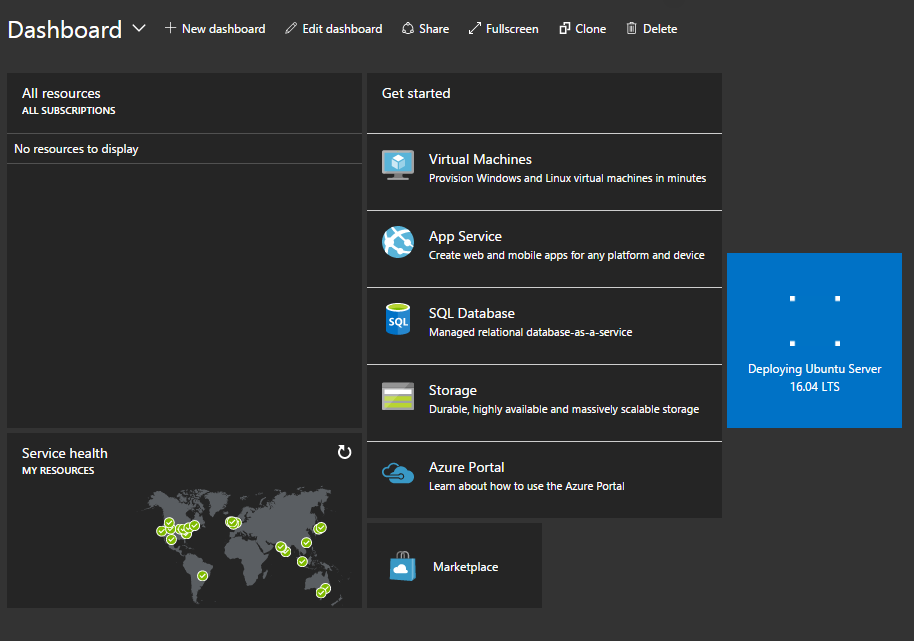 Dashboard
New dashboard
Edit dashboard
Share
Fullscreen
Clone
Delete
All resources
ALL SUBSCRIPTIONS
No resources to display
Get started
Virtual Machines
Provision Windows and Linux virtual machines in minutes
App Service
Create web and mobile apps for any platform and device
SQL
SQL Database
Managed relational database-as-a-service
Storage
Durable, highly available and massively scalable storage
Azure Portal
Learn about how to use the Azure Portal
Deploying Ubuntu Server
16.04 LTS
Service health
MY RESOURCES
Marketplace